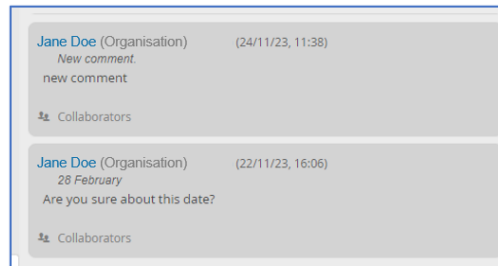 Jane Doe (Organisation) (24/11/23, 11:38)
New comment.
new comment
Collaborators
Jane Doe (Organisation) (22/11/23, 16:06)
28 February
Are you sure about this date?
Collaborators